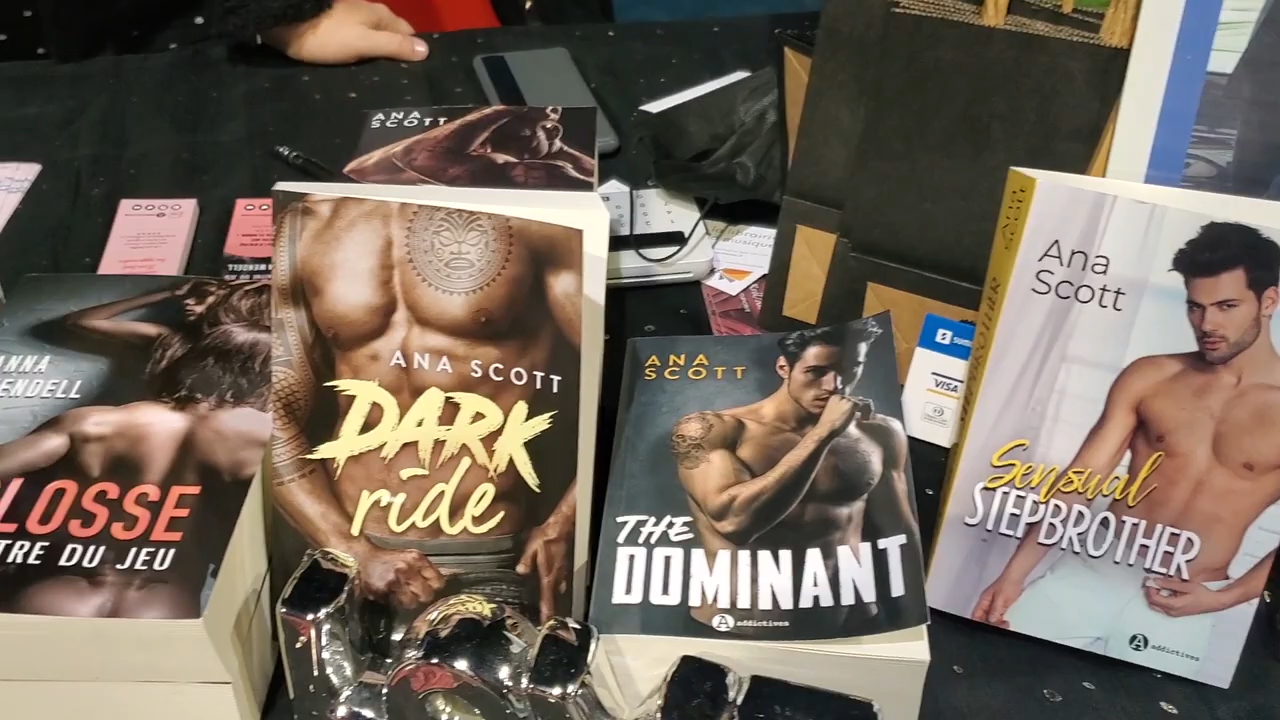 ANA
SCOTT
ANNA
ENDELL
LOSSE
TRE DU JEU
ANA SCOTT
DARK
ride
ANA
SCOTT
THE
DOMINANT
A addictives
VISA
Ana
Scott
Sensual
STEPBROTHER
A addictives